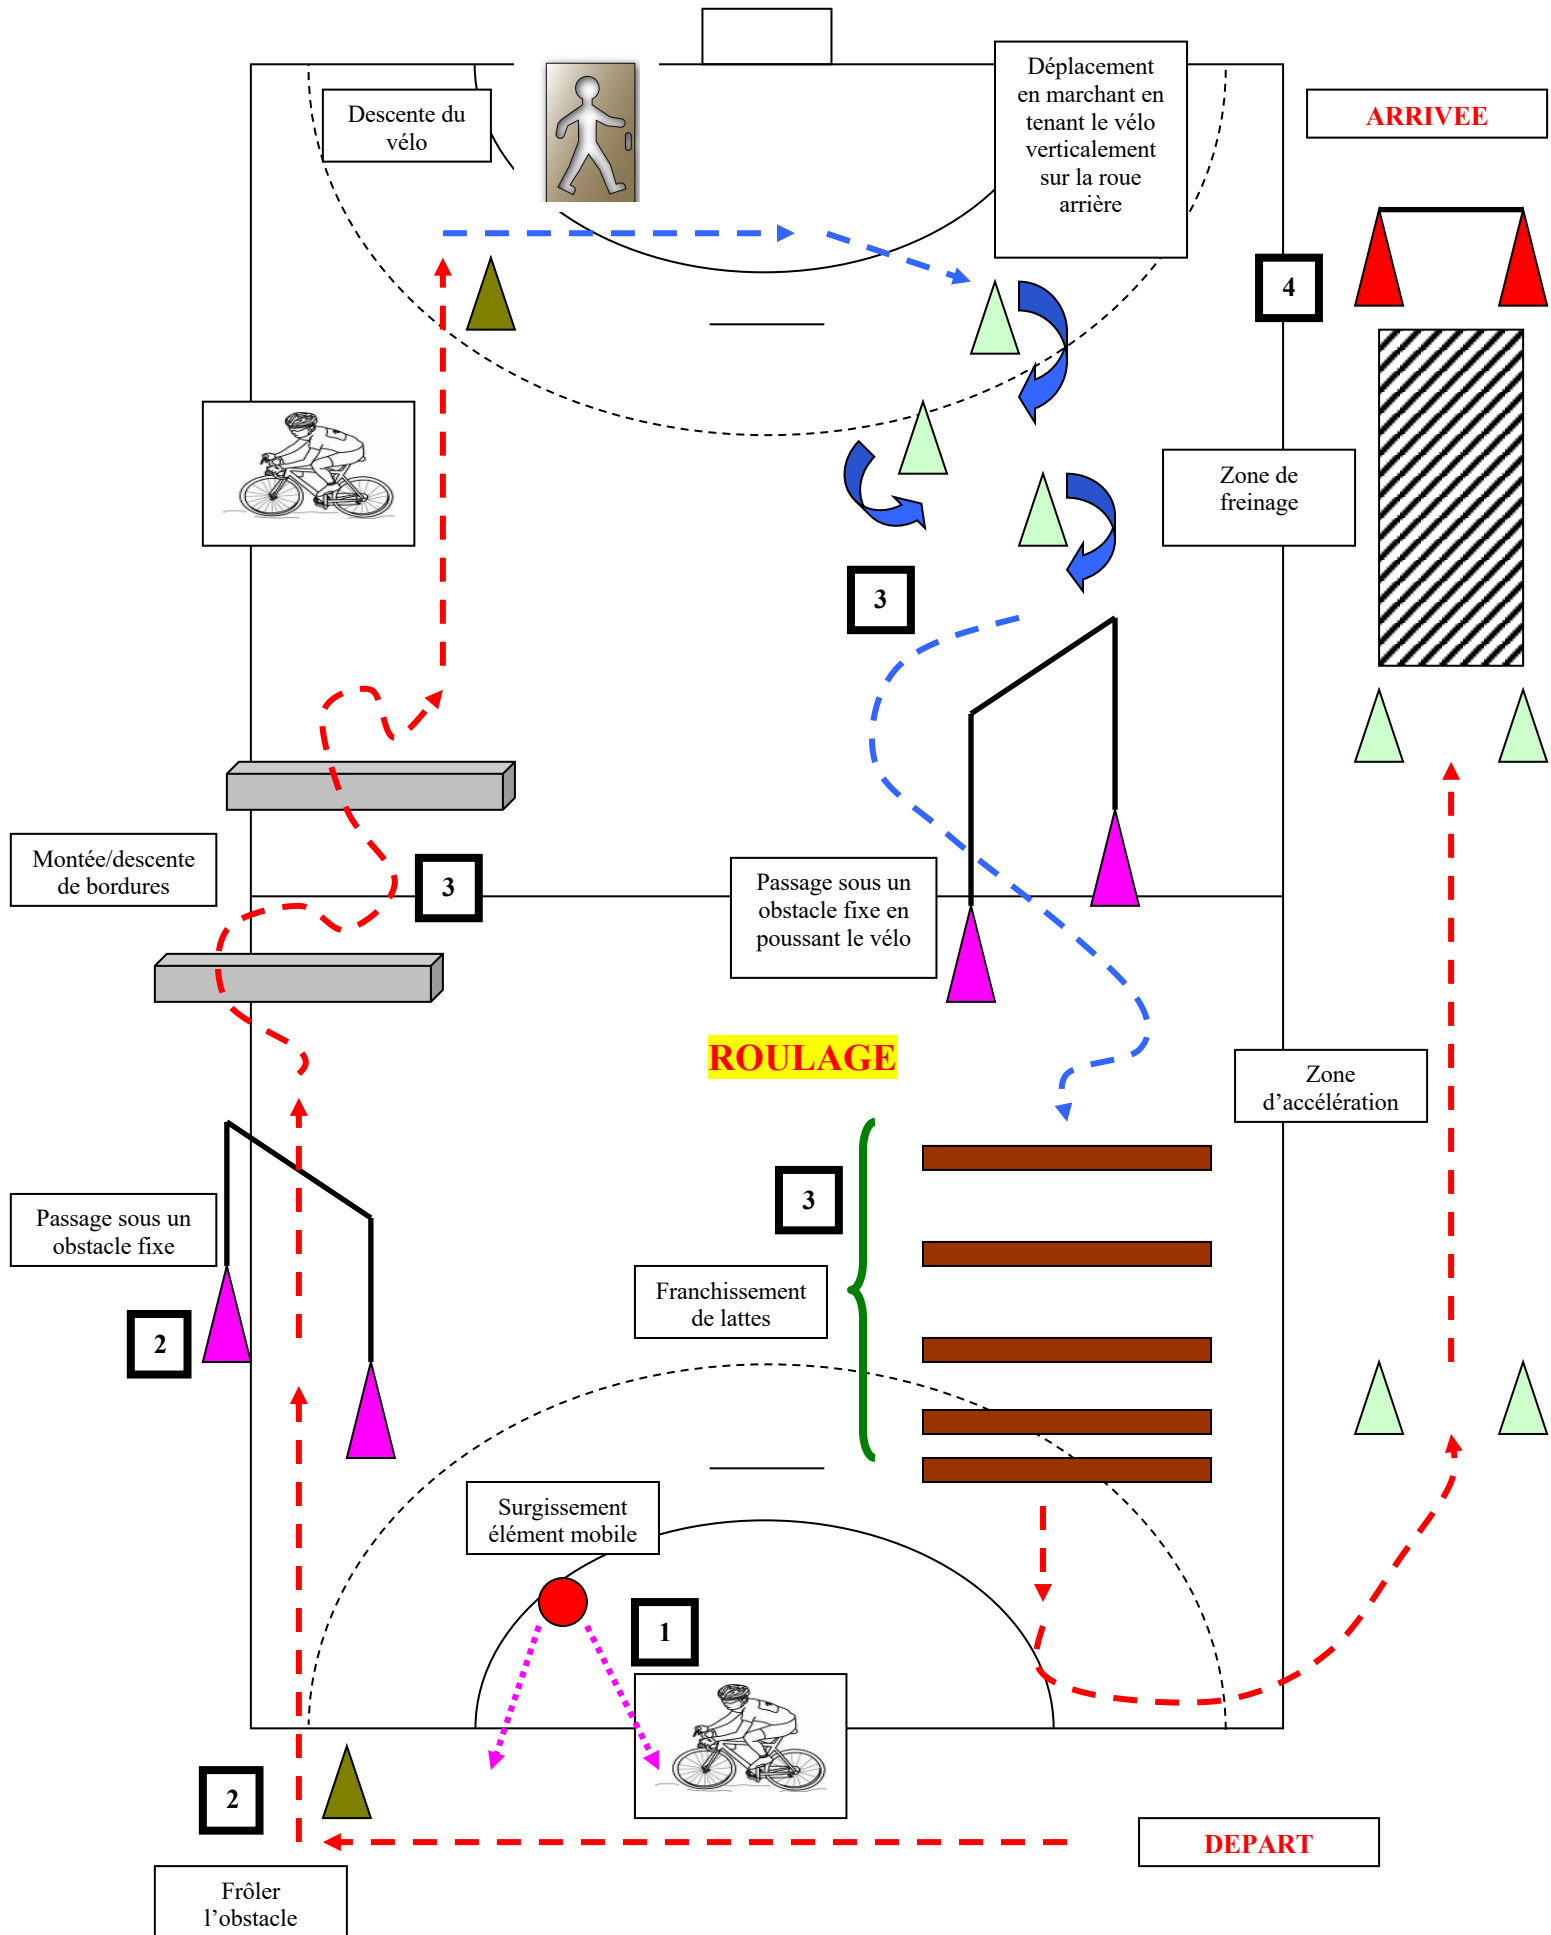 Descente du
vélo
Déplacement
en marchant en
tenant le vélo
verticalement
sur la roue
arrière
ARRIVEE
4
Zone de
freinage
3
Montée/descente
de bordures
3
Passage sous un
obstacle fixe en
poussant le vélo
ROULAGE
Zone
d’accélération
Passage sous un
obstacle fixe
3
Franchissement
de lattes
2
Surgissement
élément mobile
1
2
DEPART
Frôler
l’obstacle